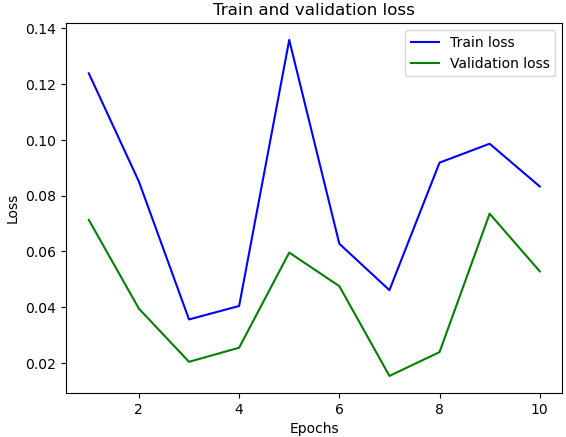 Train and validation loss
Train loss
Validation loss
0.14
0.12
0.10
0.08
0.06
0.04
0.02
Loss
2
4
6
8
10
Epochs